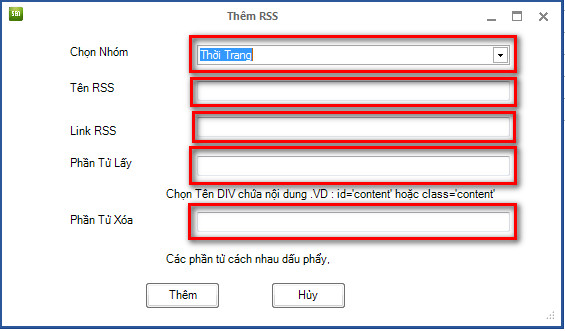 SBI
Thêm RSS
Chọn Nhóm
Thời Trang
Tên RSS
Link RSS
Phần Tử Lấy
Chọn Tên DIV chứa nội dung .VD : id='content' hoặc class='content'
Phần Tử Xóa
Các phần tử cách nhau dấu phẩy,
Thêm
Hủy